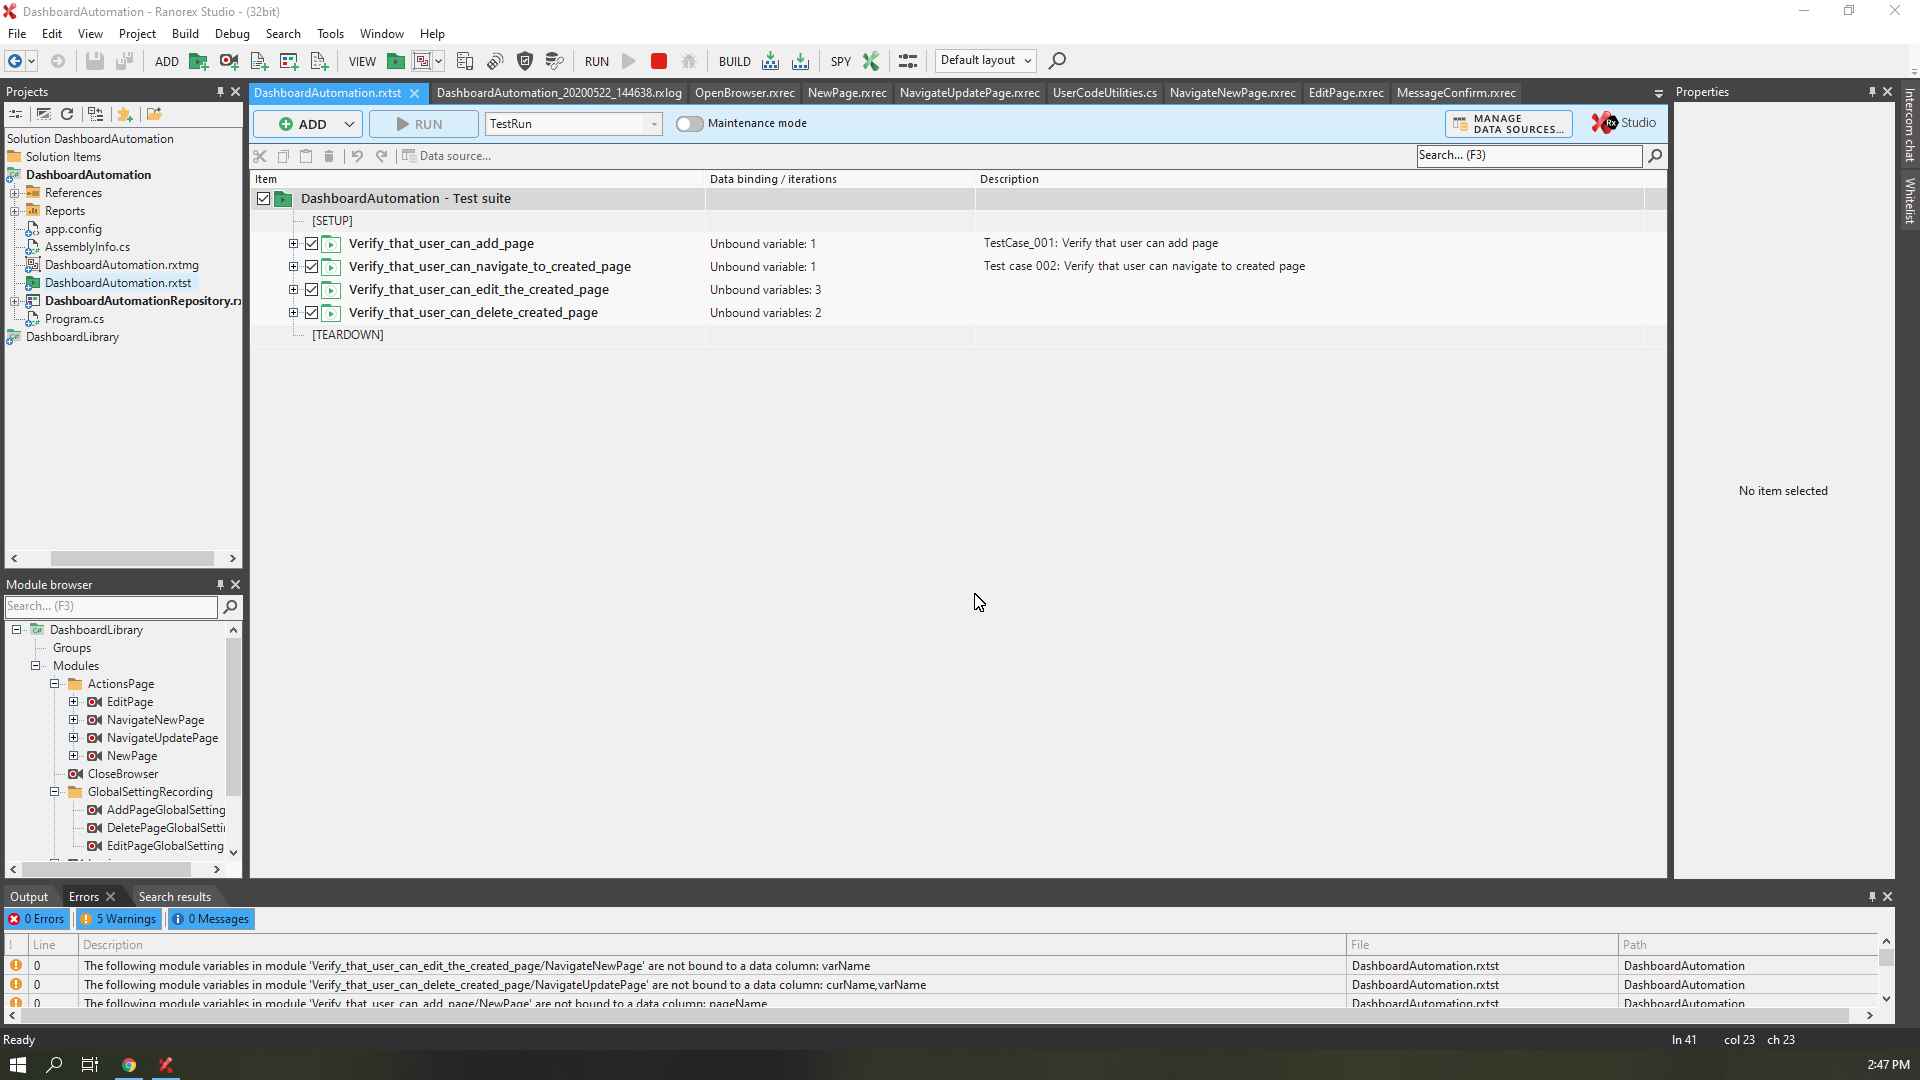 DashboardAutomation - Ranorex Studio - (32bit)
File Edit View Project Build Debug Search Tools Window Help
ADD VIEW RUN BUILD SPY Default layout
Projects
Solution DashboardAutomation
Solution Items
DashboardAutomation
References
Reports
app.config
AssemblyInfo.cs
DashboardAutomation.rxtmg
DashboardAutomation.rxtst
DashboardAutomationRepository.rx
Program.cs
DashboardLibrary
Module browser
Search... (F3)
DashboardLibrary
Groups
Modules
ActionsPage
EditPage
NavigateNewPage
NavigateUpdatePage
NewPage
CloseBrowser
GlobalSettingRecording
AddPageGlobalSetting
DeletePageGlobalSetti
EditPageGlobalSetting
DashboardAutomation.rxtst DashboardAutomation_20200522_144638.rxlog OpenBrowser.rxrec NewPage.rxrec NavigateUpdatePage.rxrec UserCodeUtilities.cs NavigateNewPage.rxrec EditPage.rxrec MessageConfirm.rxrec
ADD RUN TestRun Maintenance mode MANAGE DATA SOURCES... Rx Studio
Data source... Search... (F3)
Item Data binding / iterations Description
DashboardAutomation - Test suite
[SETUP]
Verify_that_user_can_add_page Unbound variable: 1 TestCase_001: Verify that user can add page
Verify_that_user_can_navigate_to_created_page Unbound variable: 1 Test case 002: Verify that user can navigate to created page
Verify_that_user_can_edit_the_created_page Unbound variables: 3
Verify_that_user_can_delete_created_page Unbound variables: 2
[TEARDOWN]
Properties
No item selected
Intercom chat
Whitelist
Output Errors Search results
0 Errors 5 Warnings 0 Messages
! Line Description File Path
0 The following module variables in module 'Verify_that_user_can_edit_the_created_page/NavigateNewPage' are not bound to a data column: varName DashboardAutomation.rxtst DashboardAutomation
0 The following module variables in module 'Verify_that_user_can_delete_created_page/NavigateUpdatePage' are not bound to a data column: curName,varName DashboardAutomation.rxtst DashboardAutomation
0 The following module variables in module 'Verify_that_user_can_add_page/NewPage' are not bound to a data column: pageName DashboardAutomation.rxtst DashboardAutomation
Ready ln 41 col 23 ch 23
2:47 PM